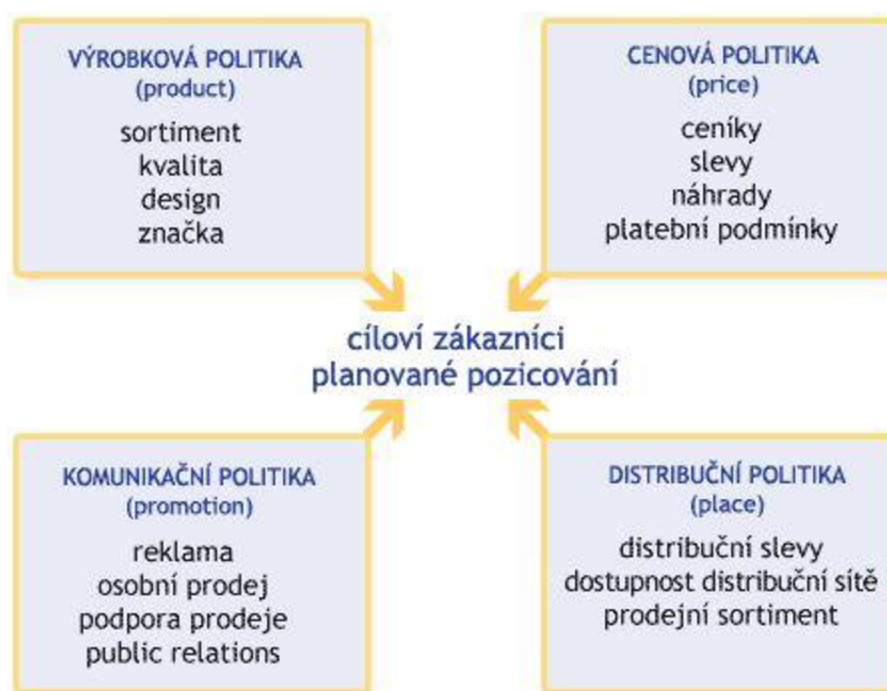 VÝROBKOVÁ POLITIKA
(product)
sortiment
kvalita
design
značka
CENOVÁ POLITIKA
(price)
ceníky
slevy
náhrady
platební podmínky
cíloví zákazníci
planované pozicování
KOMUNIKAČNÍ POLITIKA
(promotion)
reklama
osobní prodej
podpora prodeje
public relations
DISTRIBUČNÍ POLITIKA
(place)
distribuční slevy
dostupnost distribuční sítě
prodejní sortiment